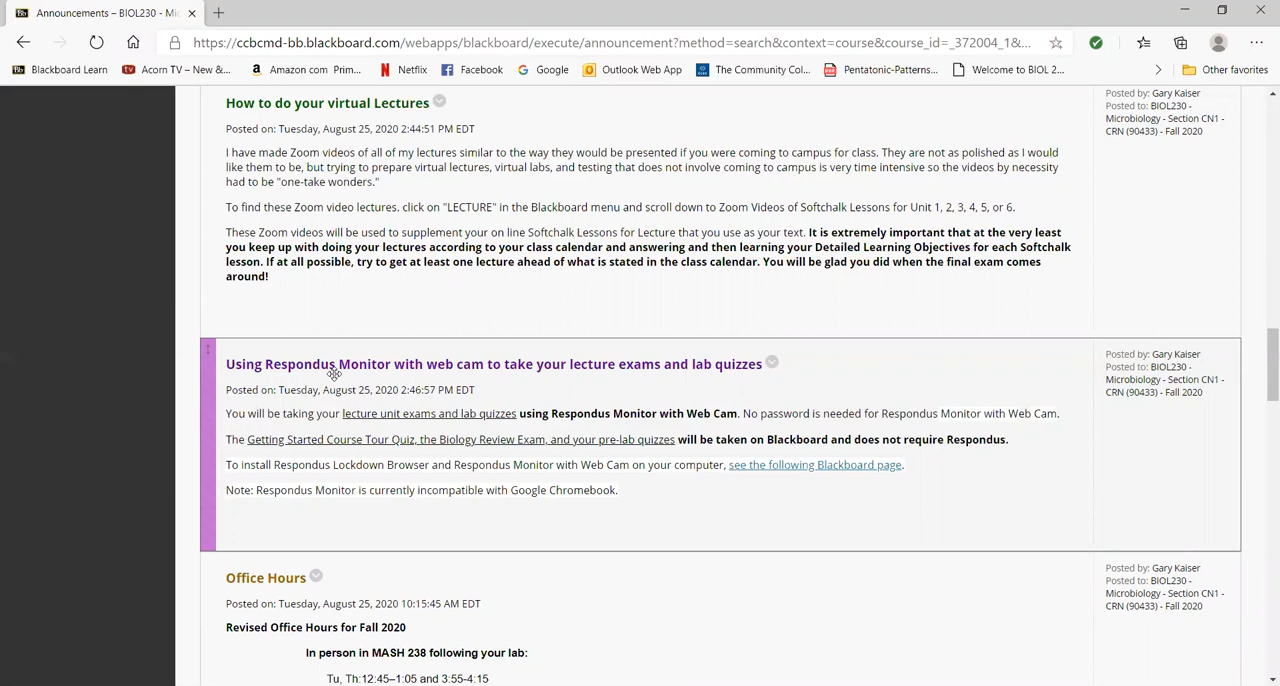 Announcements – BIOL230 - Mic
https://ccbcmd-bb.blackboard.com/webapps/blackboard/execute/announcement?method=search&context=course&course_id=_372004_1&...
Blackboard Learn
Acorn TV – New &...
Amazon com Prim...
Netflix
Facebook
Google
Outlook Web App
The Community Col...
Pentatonic-Patterns...
Welcome to BIOL 2...
Other favorites
How to do your virtual Lectures
Posted on: Tuesday, August 25, 2020 2:44:51 PM EDT
I have made Zoom videos of all of my lectures similar to the way they would be presented if you were coming to campus for class. They are not as polished as I would
like them to be, but trying to prepare virtual lectures, virtual labs, and testing that does not involve coming to campus is very time intensive so the videos by necessity
had to be "one-take wonders."
To find these Zoom video lectures. click on "LECTURE" in the Blackboard menu and scroll down to Zoom Videos of Softchalk Lessons for Unit 1, 2, 3, 4, 5, or 6.
These Zoom videos will be used to supplement your on line Softchalk Lessons for Lecture that you use as your text. It is extremely important that at the very least
you keep up with doing your lectures according to your class calendar and answering and then learning your Detailed Learning Objectives for each Softchalk
lesson. If at all possible, try to get at least one lecture ahead of what is stated in the class calendar. You will be glad you did when the final exam comes
around!
Posted by: Gary Kaiser
Posted to: BIOL230 -
Microbiology - Section CN1 -
CRN (90433) - Fall 2020
Using Respondus Monitor with web cam to take your lecture exams and lab quizzes
Posted on: Tuesday, August 25, 2020 2:46:57 PM EDT
You will be taking your lecture unit exams and lab quizzes using Respondus Monitor with Web Cam. No password is needed for Respondus Monitor with Web Cam.
The Getting Started Course Tour Quiz, the Biology Review Exam, and your pre-lab quizzes will be taken on Blackboard and does not require Respondus.
To install Respondus Lockdown Browser and Respondus Monitor with Web Cam on your computer, see the following Blackboard page.
Note: Respondus Monitor is currently incompatible with Google Chromebook.
Posted by: Gary Kaiser
Posted to: BIOL230 -
Microbiology - Section CN1 -
CRN (90433) - Fall 2020
Office Hours
Posted on: Tuesday, August 25, 2020 10:15:45 AM EDT
Revised Office Hours for Fall 2020
In person in MASH 238 following your lab:
Tu, Th:12:45–1:05 and 3:55-4:15
Posted by: Gary Kaiser
Posted to: BIOL230 -
Microbiology - Section CN1 -
CRN (90433) - Fall 2020